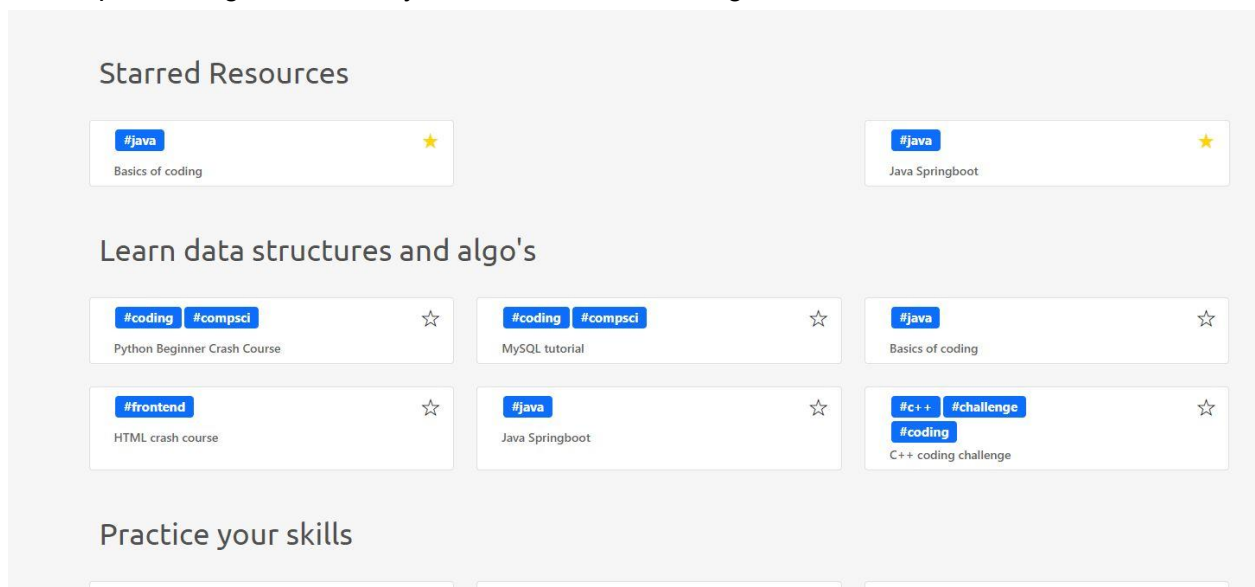 Starred Resources
#java
Basics of coding
#java
Java Springboot
Learn data structures and algo's
#coding #compsci
Python Beginner Crash Course
#coding #compsci
MySQL tutorial
#java
Basics of coding
#frontend
HTML crash course
#java
Java Springboot
#c++ #challenge
#coding
C++ coding challenge
Practice your skills